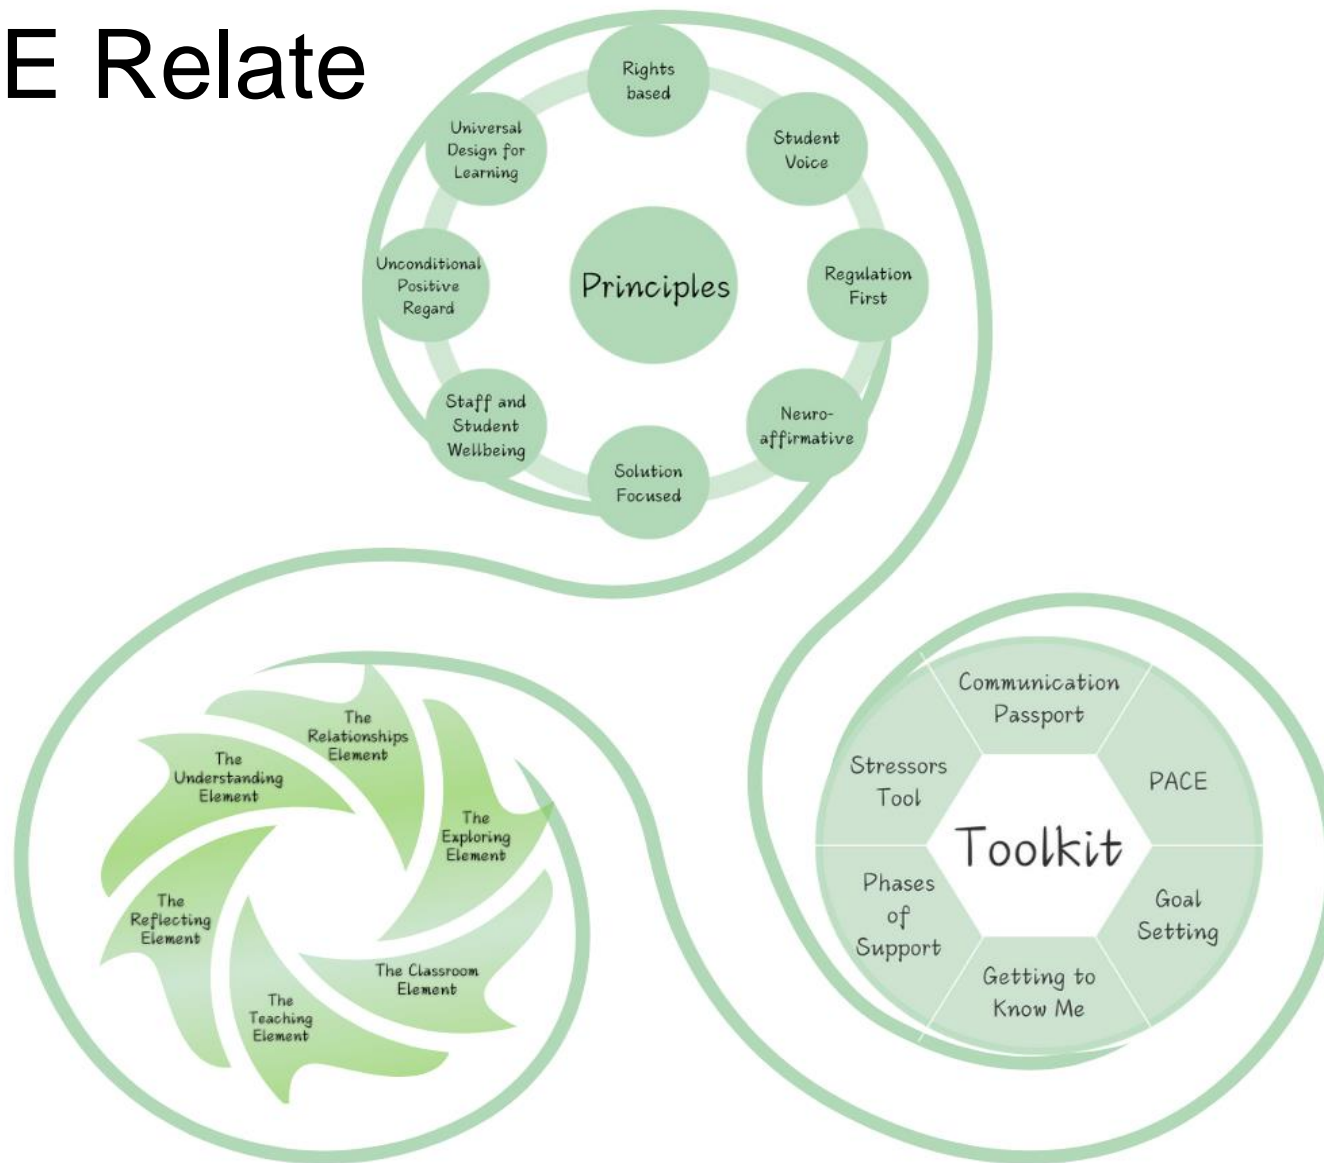 E Relate
Rights
based
Student
Voice
Regulation
First
Neuro-
affirmative
Solution
Focused
Staff and
Student
Wellbeing
Unconditional
Positive
Regard
Universal
Design for
Learning
Principles
The
Relationships
Element
The
Exploring
Element
The Classroom
Element
The
Teaching
Element
The
Reflecting
Element
The
Understanding
Element
Communication
Passport
PACE
Goal
Setting
Getting to
Know Me
Phases
of
Support
Stressors
Tool
Toolkit